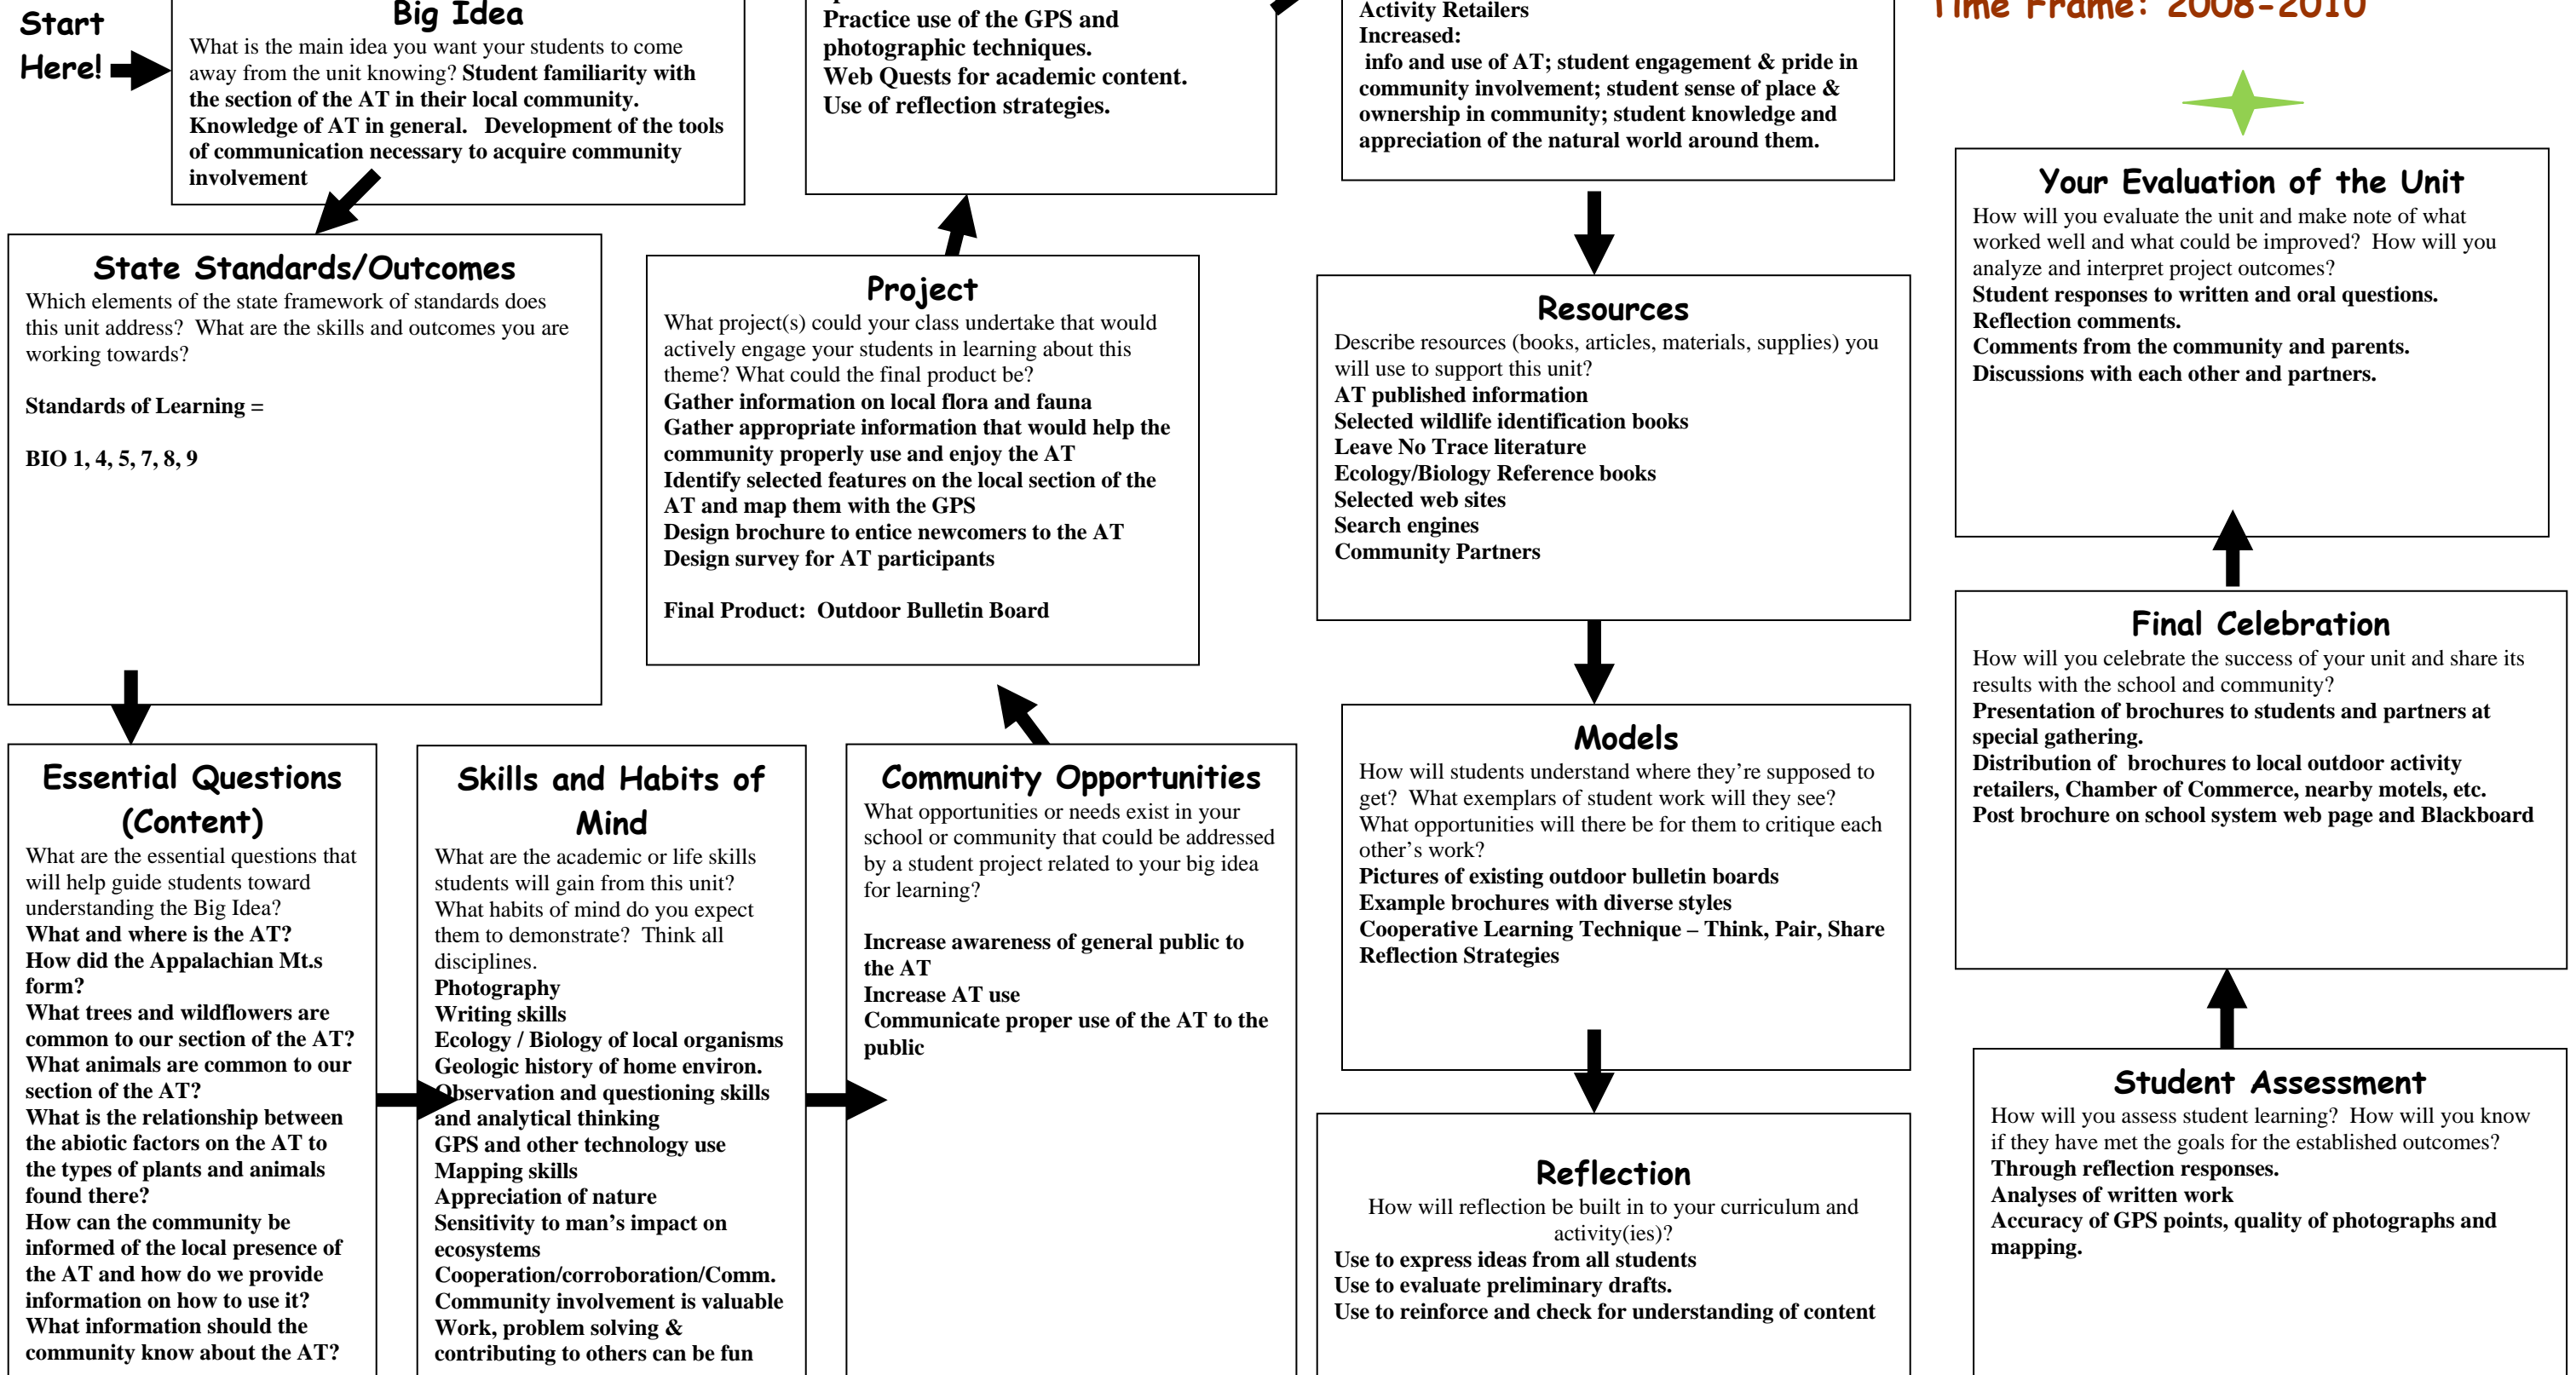 Start
Here!
Big Idea
What is the main idea you want your students to come
away from the unit knowing? Student familiarity with
the section of the AT in their local community.
Knowledge of AT in general.   Development of the tools
of communication necessary to acquire community
involvement
State Standards/Outcomes
Which elements of the state framework of standards does
this unit address?  What are the skills and outcomes you are
working towards?
Standards of Learning =
BIO 1, 4, 5, 7, 8, 9
Essential Questions
(Content)
What are the essential questions that
will help guide students toward
understanding the Big Idea?
What and where is the AT?
How did the Appalachian Mt.s
form?
What trees and wildflowers are
common to our section of the AT?
What animals are common to our
section of the AT?
What is the relationship between
the abiotic factors on the AT to
the types of plants and animals
found there?
How can the community be
informed of the local presence of
the AT and how do we provide
information on how to use it?
What information should the
community know about the AT?
Skills and Habits of
Mind
What are the academic or life skills
students will gain from this unit?
What habits of mind do you expect
them to demonstrate?  Think all
disciplines.
Photography
Writing skills
Ecology / Biology of local organisms
Geologic history of home environ.
Observation and questioning skills
and analytical thinking
GPS and other technology use
Mapping skills
Appreciation of nature
Sensitivity to man's impact on
ecosystems
Cooperation/corroboration/Comm.
Community involvement is valuable
Work, problem solving &
contributing to others can be fun
Community Opportunities
What opportunities or needs exist in your
school or community that could be addressed
by a student project related to your big idea
for learning?
Increase awareness of general public to
the AT
Increase AT use
Communicate proper use of the AT to the
public
Project
What project(s) could your class undertake that would
actively engage your students in learning about this
theme? What could the final product be?
Gather information on local flora and fauna
Gather appropriate information that would help the
community properly use and enjoy the AT
Identify selected features on the local section of the
AT and map them with the GPS
Design brochure to entice newcomers to the AT
Design survey for AT participants
Final Product:  Outdoor Bulletin Board
Practice use of the GPS and
photographic techniques.
Web Quests for academic content.
Use of reflection strategies.
Activity Retailers
Increased:
info and use of AT; student engagement & pride in
community involvement; student sense of place &
ownership in community; student knowledge and
appreciation of the natural world around them.
Resources
Describe resources (books, articles, materials, supplies) you
will use to support this unit?
AT published information
Selected wildlife identification books
Leave No Trace literature
Ecology/Biology Reference books
Selected web sites
Search engines
Community Partners
Models
How will students understand where they're supposed to
get?  What exemplars of student work will they see?
What opportunities will there be for them to critique each
other's work?
Pictures of existing outdoor bulletin boards
Example brochures with diverse styles
Cooperative Learning Technique – Think, Pair, Share
Reflection Strategies
Reflection
How will reflection be built in to your curriculum and
activity(ies)?
Use to express ideas from all students
Use to evaluate preliminary drafts.
Use to reinforce and check for understanding of content
Time Frame: 2008-2010
Your Evaluation of the Unit
How will you evaluate the unit and make note of what
worked well and what could be improved?  How will you
analyze and interpret project outcomes?
Student responses to written and oral questions.
Reflection comments.
Comments from the community and parents.
Discussions with each other and partners.
Final Celebration
How will you celebrate the success of your unit and share its
results with the school and community?
Presentation of brochures to students and partners at
special gathering.
Distribution of  brochures to local outdoor activity
retailers, Chamber of Commerce, nearby motels, etc.
Post brochure on school system web page and Blackboard
Student Assessment
How will you assess student learning?  How will you know
if they have met the goals for the established outcomes?
Through reflection responses.
Analyses of written work
Accuracy of GPS points, quality of photographs and
mapping.